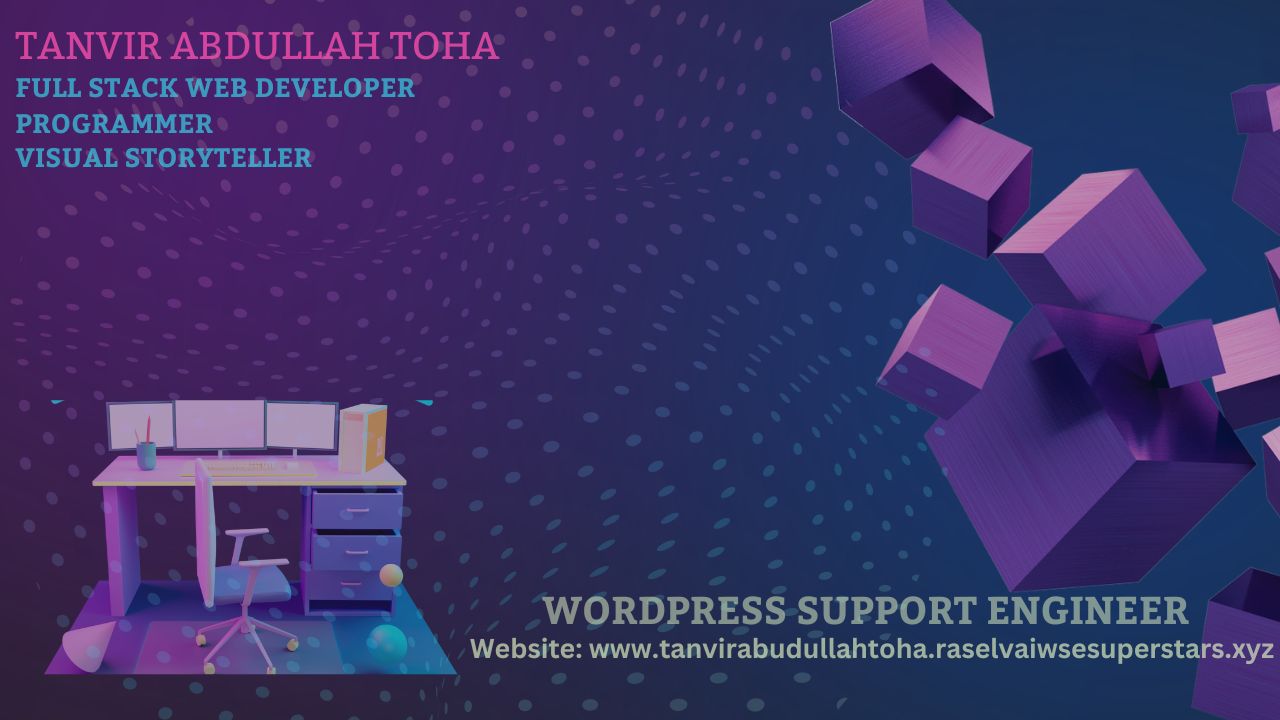 TANVIR ABDULLAH TOHA
FULL STACK WEB DEVELOPER
PROGRAMMER
VISUAL STORYTELLER
WORDPRESS SUPPORT ENGINEER
Website: www.tanvirabudullahtoha.raselvaiwsesuperstars.xyz